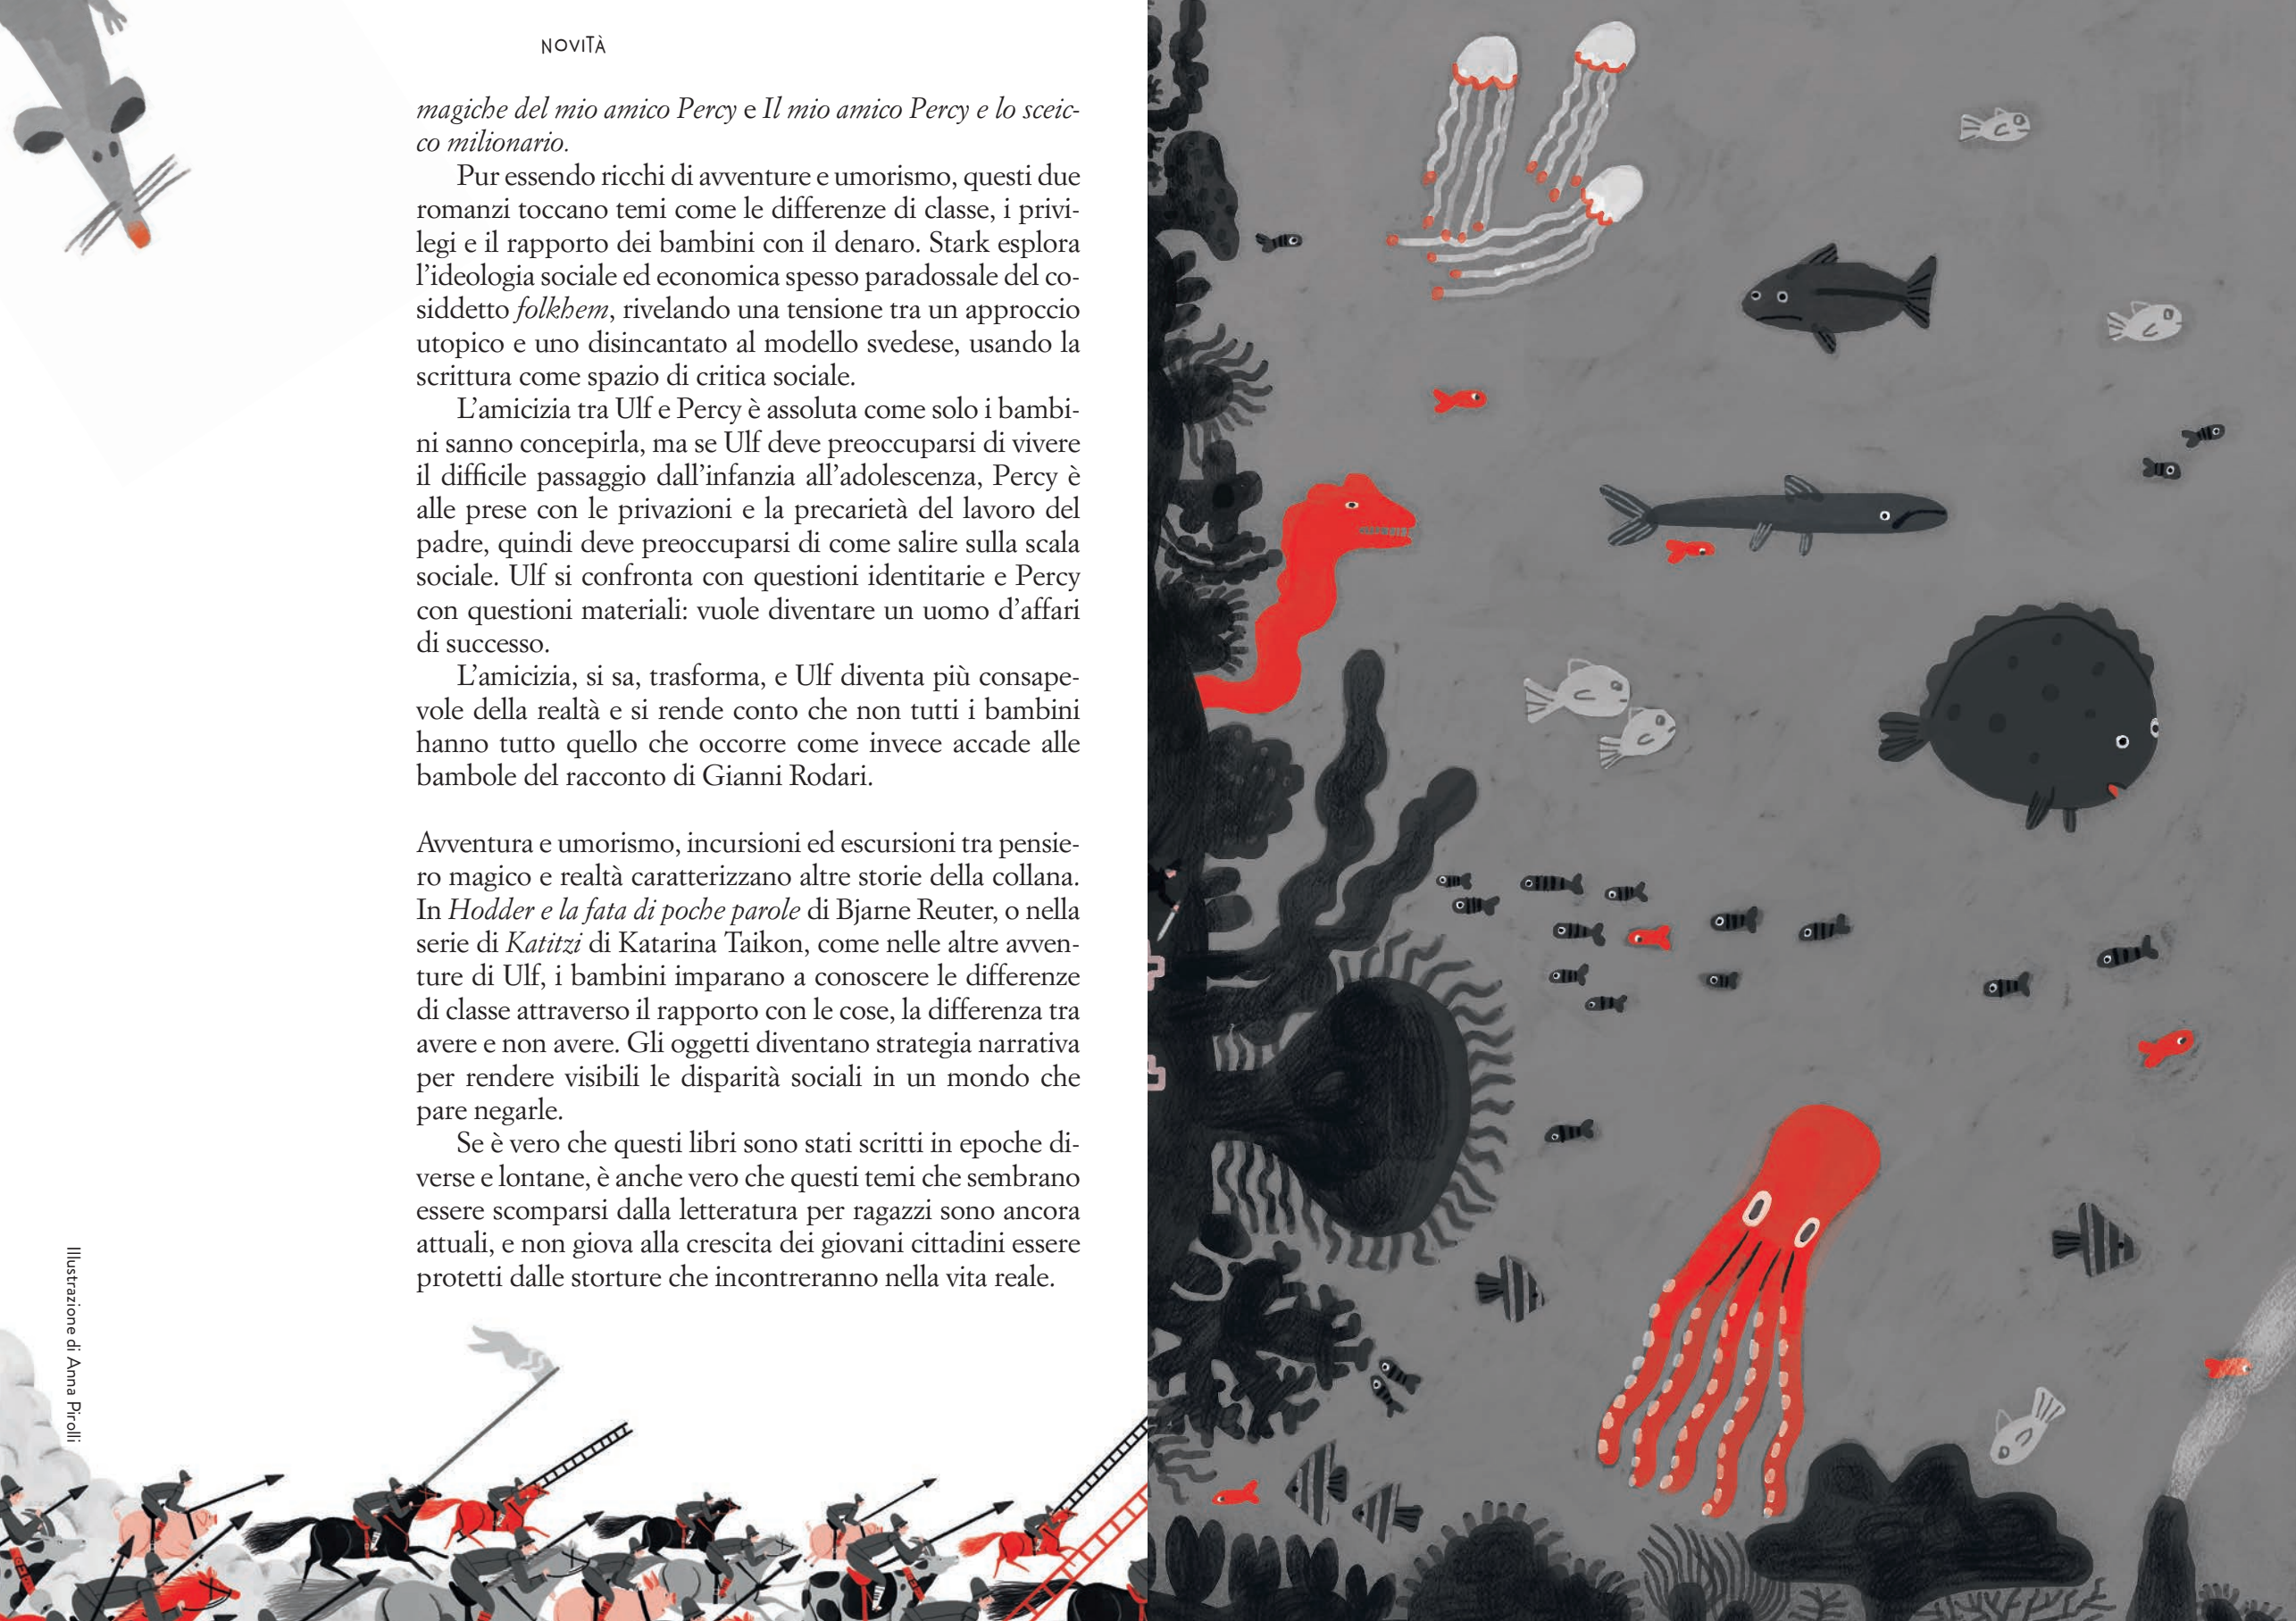 NOVITÀ
magiche del mio amico Percy e Il mio amico Percy e lo sceic-
co milionario.
Pur essendo ricchi di avventure e umorismo, questi due
romanzi toccano temi come le differenze di classe, i privi-
legi e il rapporto dei bambini con il denaro. Stark esplora
l’ideologia sociale ed economica spesso paradossale del co-
siddetto folkhem, rivelando una tensione tra un approccio
utopico e uno disincantato al modello svedese, usando la
scrittura come spazio di critica sociale.
L’amicizia tra Ulf e Percy è assoluta come solo i bambi-
ni sanno concepirla, ma se Ulf deve preoccuparsi di vivere
il difficile passaggio dall’infanzia all’adolescenza, Percy è
alle prese con le privazioni e la precarietà del lavoro del
padre, quindi deve preoccuparsi di come salire sulla scala
sociale. Ulf si confronta con questioni identitarie e Percy
con questioni materiali: vuole diventare un uomo d’affari
di successo.
L’amicizia, si sa, trasforma, e Ulf diventa più consape-
vole della realtà e si rende conto che non tutti i bambini
hanno tutto quello che occorre come invece accade alle
bambole del racconto di Gianni Rodari.
Avventura e umorismo, incursioni ed escursioni tra pensie-
ro magico e realtà caratterizzano altre storie della collana.
In Hodder e la fata di poche parole di Bjarne Reuter, o nella
serie di Katitzi di Katarina Taikon, come nelle altre avven-
ture di Ulf, i bambini imparano a conoscere le differenze
di classe attraverso il rapporto con le cose, la differenza tra
avere e non avere. Gli oggetti diventano strategia narrativa
per rendere visibili le disparità sociali in un mondo che
pare negarle.
Se è vero che questi libri sono stati scritti in epoche di-
verse e lontane, è anche vero che questi temi che sembrano
essere scomparsi dalla letteratura per ragazzi sono ancora
attuali, e non giova alla crescita dei giovani cittadini essere
protetti dalle storture che incontreranno nella vita reale.
Illustrazione di Anna Pirolli